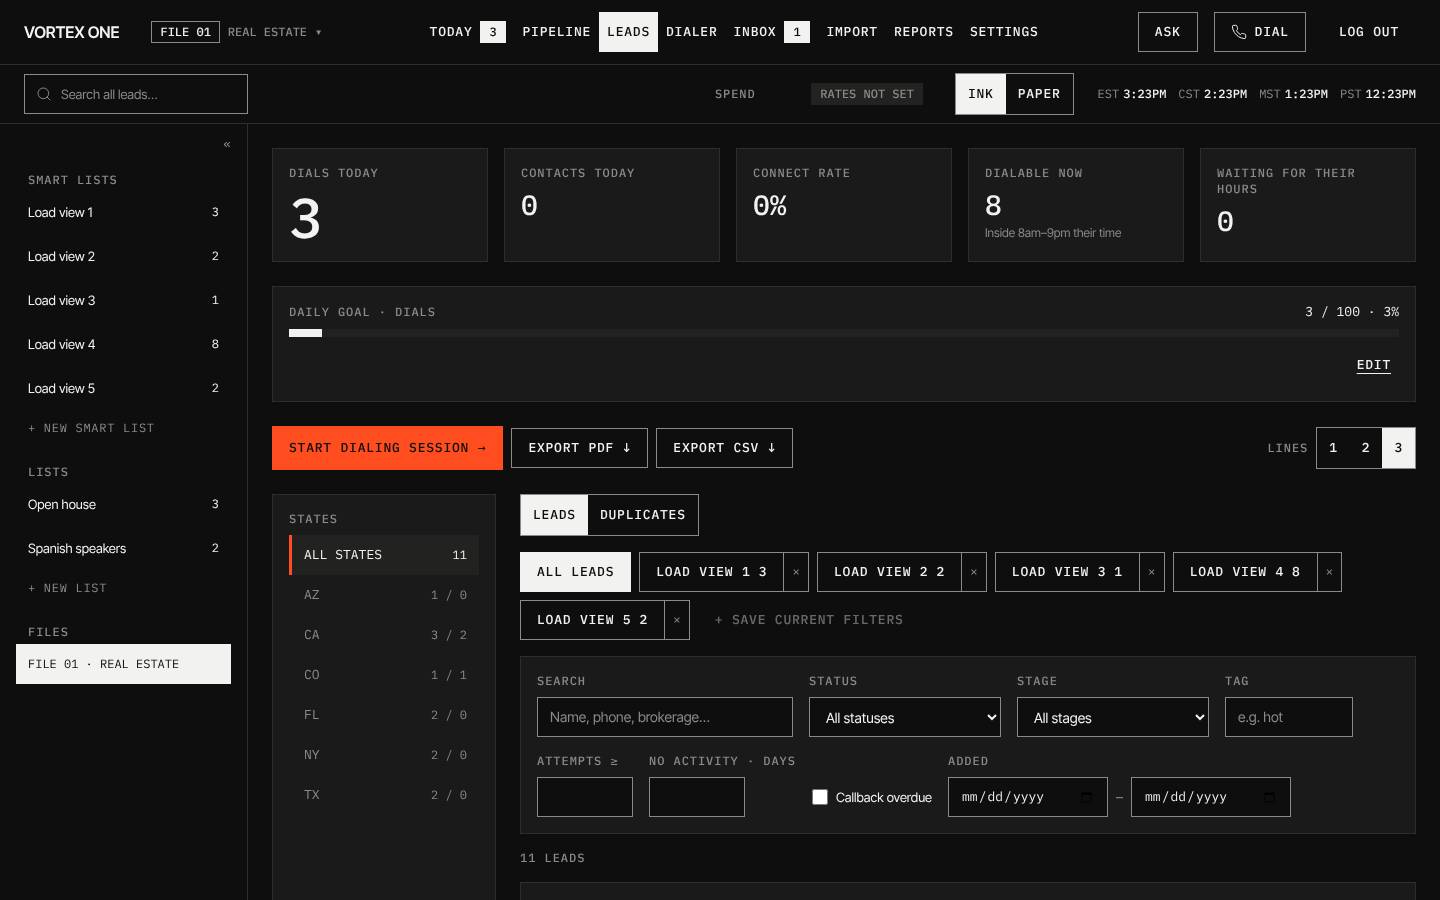 VORTEX ONE
FILE 01 REAL ESTATE ▾
TODAY 3 PIPELINE LEADS DIALER INBOX 1 IMPORT REPORTS SETTINGS
ASK DIAL LOG OUT
Search all leads...
SPEND RATES NOT SET INK PAPER EST 3:23PM CST 2:23PM MST 1:23PM PST 12:23PM
«
SMART LISTS
Load view 1 3
Load view 2 2
Load view 3 1
Load view 4 8
Load view 5 2
+ NEW SMART LIST
LISTS
Open house 3
Spanish speakers 2
+ NEW LIST
FILES
FILE 01 · REAL ESTATE
DIALS TODAY
3
CONTACTS TODAY
0
CONNECT RATE
0%
DIALABLE NOW
8
Inside 8am–9pm their time
WAITING FOR THEIR
HOURS
0
DAILY GOAL · DIALS 3 / 100 · 3%
EDIT
START DIALING SESSION → EXPORT PDF ↓ EXPORT CSV ↓ LINES 1 2 3
STATES
ALL STATES 11
AZ 1 / 0
CA 3 / 2
CO 1 / 1
FL 2 / 0
NY 2 / 0
TX 2 / 0
LEADS DUPLICATES
ALL LEADS LOAD VIEW 1 3 × LOAD VIEW 2 2 × LOAD VIEW 3 1 × LOAD VIEW 4 8 ×
LOAD VIEW 5 2 × + SAVE CURRENT FILTERS
SEARCH STATUS STAGE TAG
Name, phone, brokerage... All statuses All stages e.g. hot
ATTEMPTS ≥ NO ACTIVITY · DAYS ADDED
Callback overdue mm/dd/yyyy – mm/dd/yyyy
11 LEADS